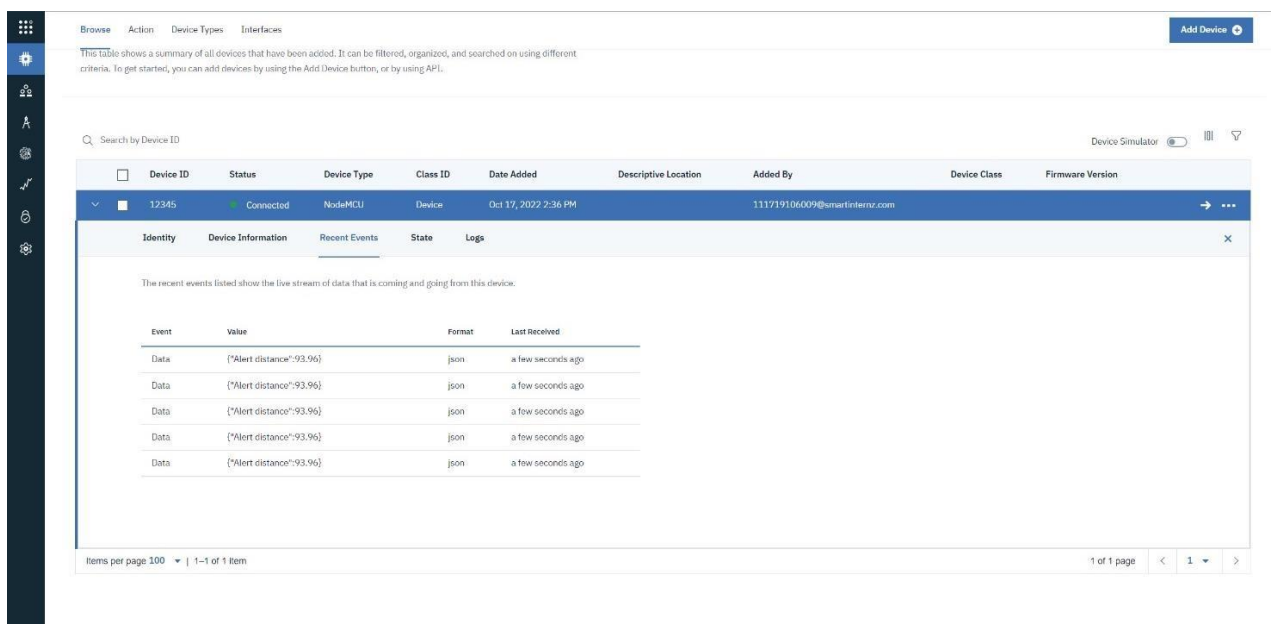 Browse Action Device Types Interfaces Add Device
This table shows a summary of all devices that have been added. It can be filtered, organized, and searched on using different
criteria. To get started, you can add devices by using the Add Device button, or by using API.
Search by Device ID Device Simulator
Device ID Status Device Type Class ID Date Added Descriptive Location Added By Device Class Firmware Version
12345 Connected NodeMCU Device Oct 17, 2022 2:36 PM 111719106009@smartinternz.com
Identity Device Information Recent Events State Logs
The recent events listed show the live stream of data that is coming and going from this device.
Event Value Format Last Received
Data {"Alert distance":93.96} json a few seconds ago
Data {"Alert distance":93.96} json a few seconds ago
Data {"Alert distance":93.96} json a few seconds ago
Data {"Alert distance":93.96} json a few seconds ago
Data {"Alert distance":93.96} json a few seconds ago
Items per page 100 | 1–1 of 1 item 1 of 1 page 1